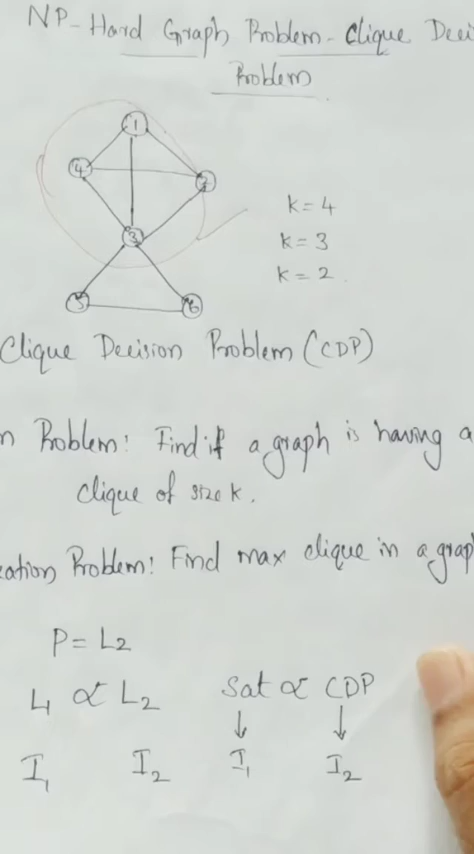 NP-Hard Graph Problem - Clique Deci
Problem
1
4
2
3
5
6
k = 4
k = 3
k = 2
Clique Decision Problem (CDP)
n Problem: Find if a graph is having a
clique of size k.
zation Problem: Find max clique in a graph
P = L2
L1 ∝ L2 Sat ∝ CDP
↓ ↓
I1 I2 I1 I2